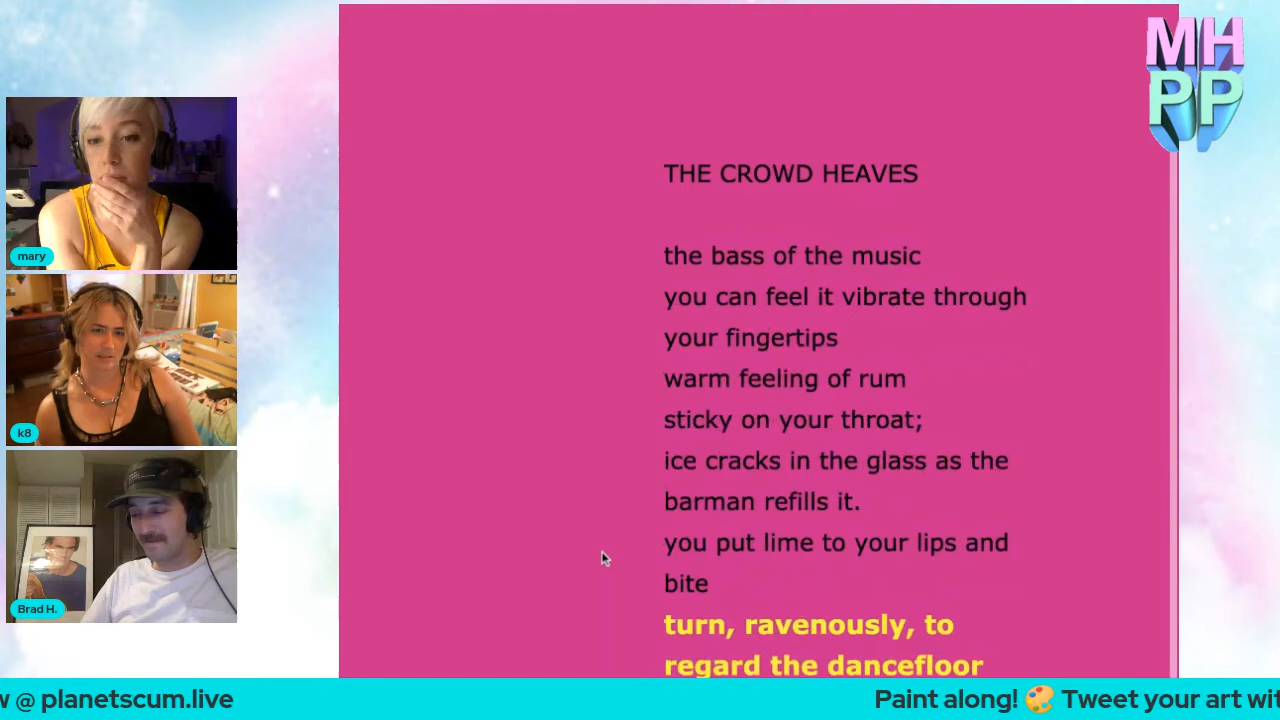 MH
PP
THE CROWD HEAVES
the bass of the music
you can feel it vibrate through
your fingertips
warm feeling of rum
sticky on your throat;
ice cracks in the glass as the
barman refills it.
you put lime to your lips and
bite
turn, ravenously, to
regard the dancefloor
mary
k8
Brad H.
w @ planetscum.live
Paint along! 🎨 Tweet your art wit